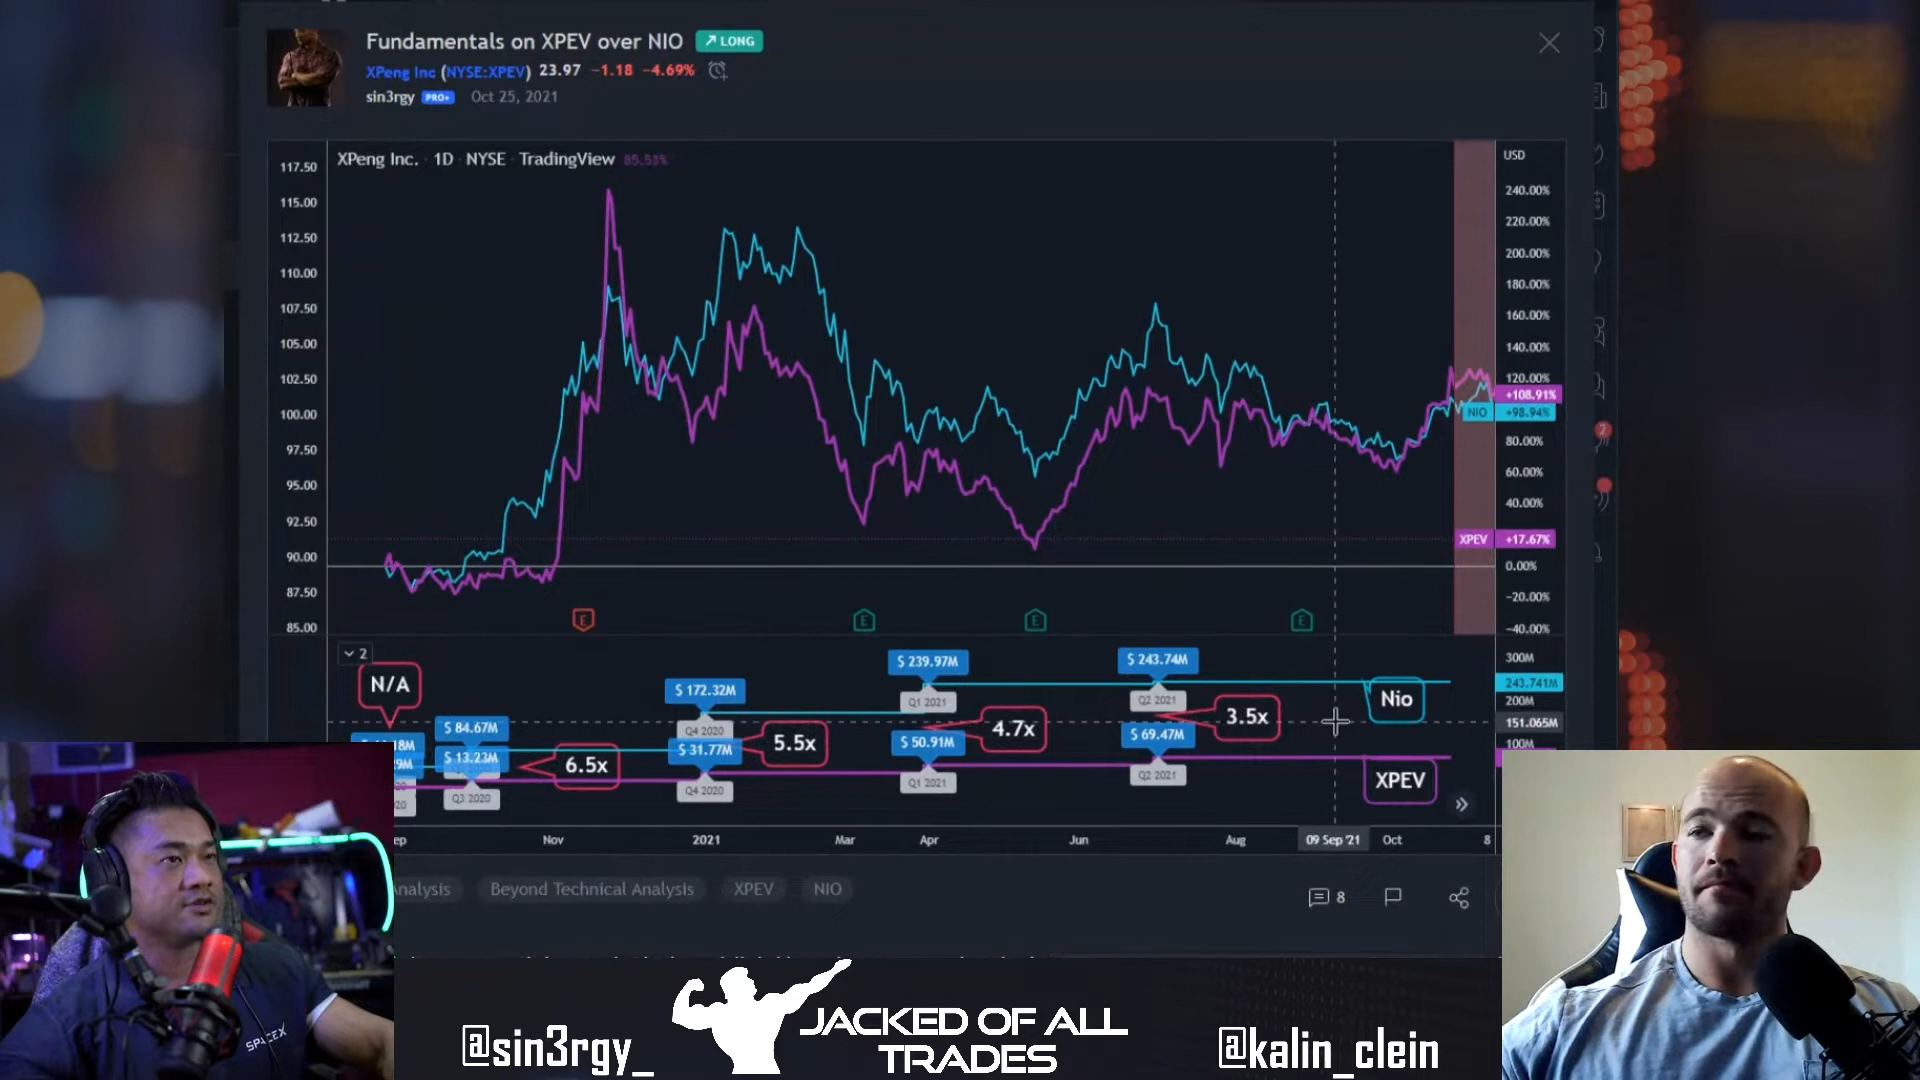 Fundamentals on XPEV over NIO
LONG
XPeng Inc (NYSE:XPEV) 23.97 −1.18 −4.69%
sin3rgy PRO+ Oct 25, 2021
XPeng Inc. · 1D · NYSE · TradingView 85.53%
117.50
115.00
112.50
110.00
107.50
105.00
102.50
100.00
97.50
95.00
92.50
90.00
87.50
85.00
USD
240.00%
220.00%
200.00%
180.00%
160.00%
140.00%
120.00%
+108.91%
NIO +98.94%
80.00%
60.00%
40.00%
XPEV +17.67%
0.00%
−20.00%
−40.00%
E
E
E
E
2
2
300M
243.741M
200M
151.065M
100M
N/A
$ 84.67M
$ 13.23M
Q3 2020
6.5x
$ 172.32M
Q4 2020
$ 31.77M
Q4 2020
5.5x
$ 239.97M
Q1 2021
$ 50.91M
Q1 2021
4.7x
$ 243.74M
Q2 2021
$ 69.47M
Q2 2021
3.5x
Nio
XPEV
ep
Nov
2021
Mar
Apr
Jun
Aug
09 Sep '21
Oct
8
nalysis
Beyond Technical Analysis
XPEV
NIO
8
SPACEX
@sin3rgy_
JACKED OF ALL
TRADES
@kalin_clein